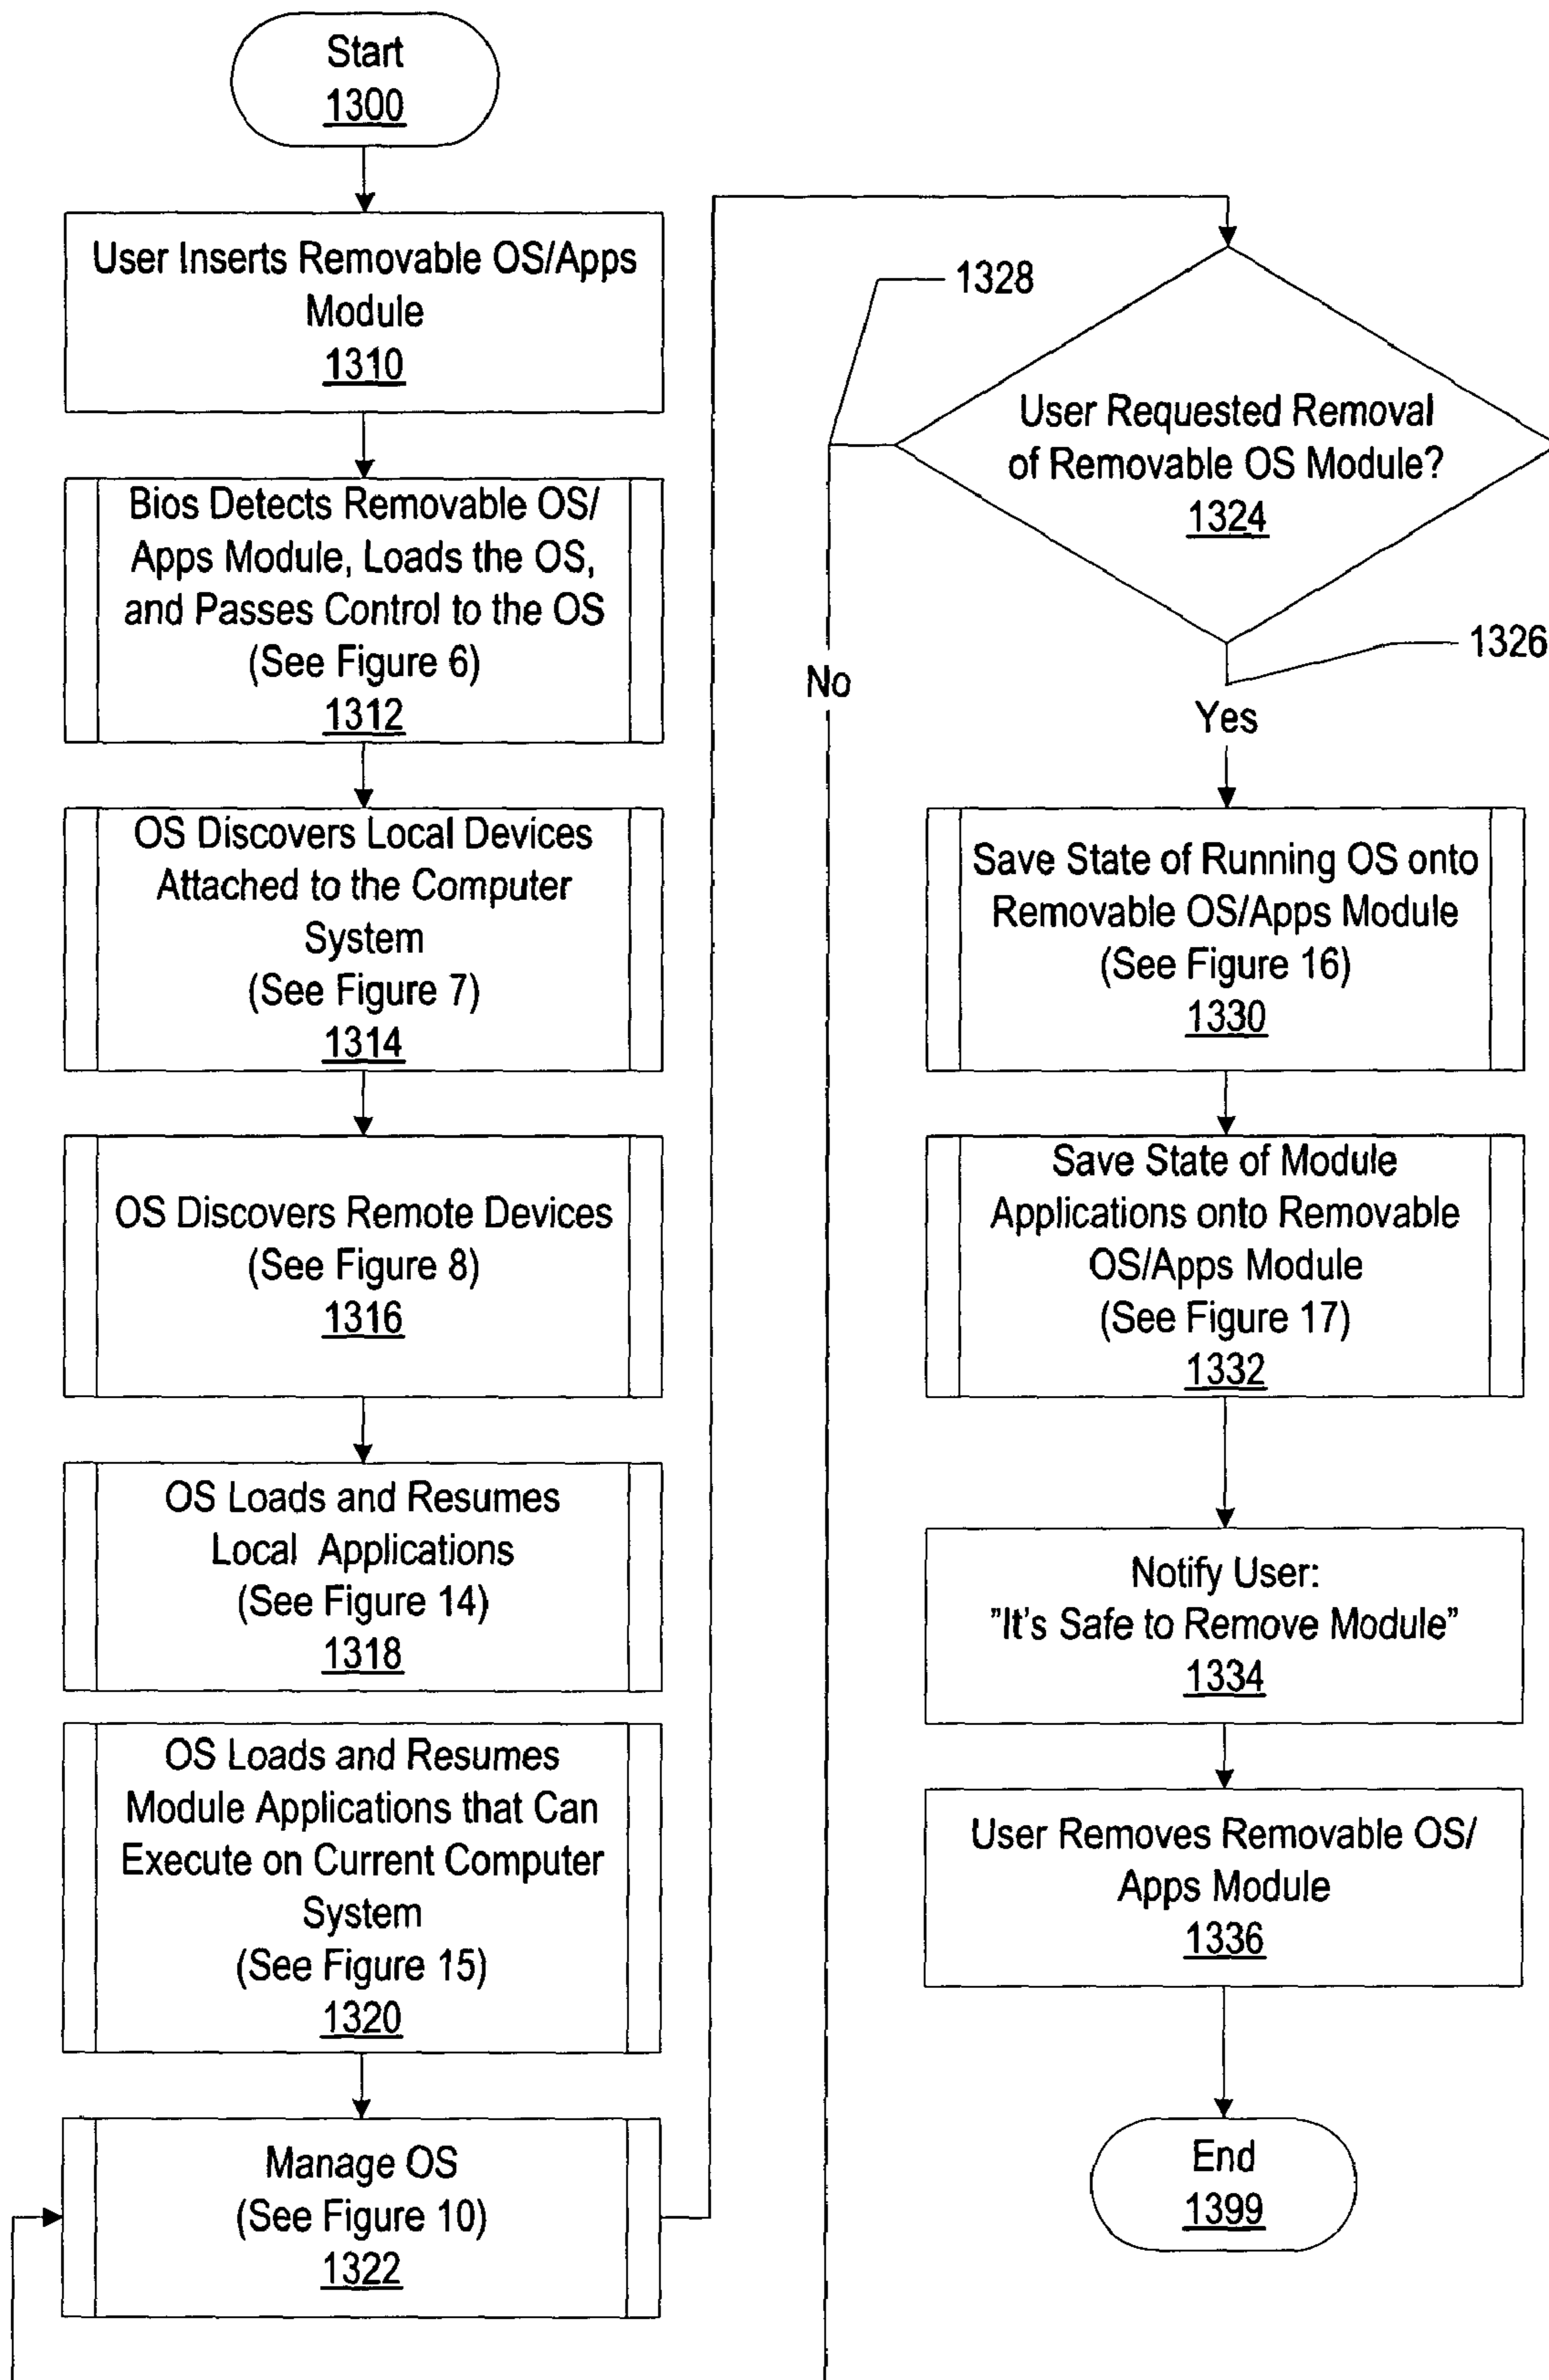 Start
1300
User Inserts Removable OS/Apps
Module
1310
Bios Detects Removable OS/
Apps Module, Loads the OS,
and Passes Control to the OS
(See Figure 6)
1312
OS Discovers Local Devices
Attached to the Computer
System
(See Figure 7)
1314
OS Discovers Remote Devices
(See Figure 8)
1316
OS Loads and Resumes
Local Applications
(See Figure 14)
1318
OS Loads and Resumes
Module Applications that Can
Execute on Current Computer
System
(See Figure 15)
1320
Manage OS
(See Figure 10)
1322
1328
User Requested Removal
of Removable OS Module?
1324
1326
No
Yes
Save State of Running OS onto
Removable OS/Apps Module
(See Figure 16)
1330
Save State of Module
Applications onto Removable
OS/Apps Module
(See Figure 17)
1332
Notify User:
”It's Safe to Remove Module”
1334
User Removes Removable OS/
Apps Module
1336
End
1399